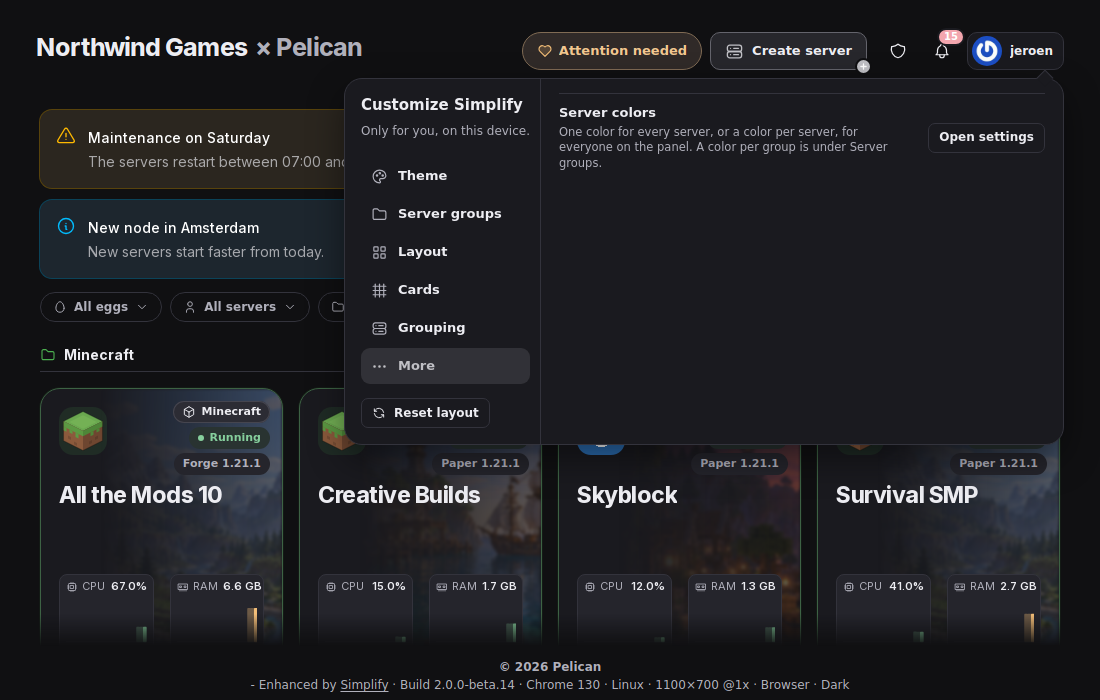 Northwind Games × Pelican
Attention needed
Create server
15
jeroen
Customize Simplify
Only for you, on this device.
Theme
Server groups
Layout
Cards
Grouping
More
Reset layout
Server colors
One color for every server, or a color per server, for
everyone on the panel. A color per group is under Server
groups.
Open settings
Maintenance on Saturday
The servers restart between 07:00 and
New node in Amsterdam
New servers start faster from today.
All eggs
All servers
Minecraft
Minecraft
Running
Forge 1.21.1
All the Mods 10
CPU 67.0%
RAM 6.6 GB
Paper 1.21.1
Creative Builds
CPU 15.0%
RAM 1.7 GB
Paper 1.21.1
Skyblock
CPU 12.0%
RAM 1.3 GB
Paper 1.21.1
Survival SMP
CPU 41.0%
RAM 2.7 GB
© 2026 Pelican
- Enhanced by Simplify · Build 2.0.0-beta.14 · Chrome 130 · Linux · 1100×700 @1x · Browser · Dark